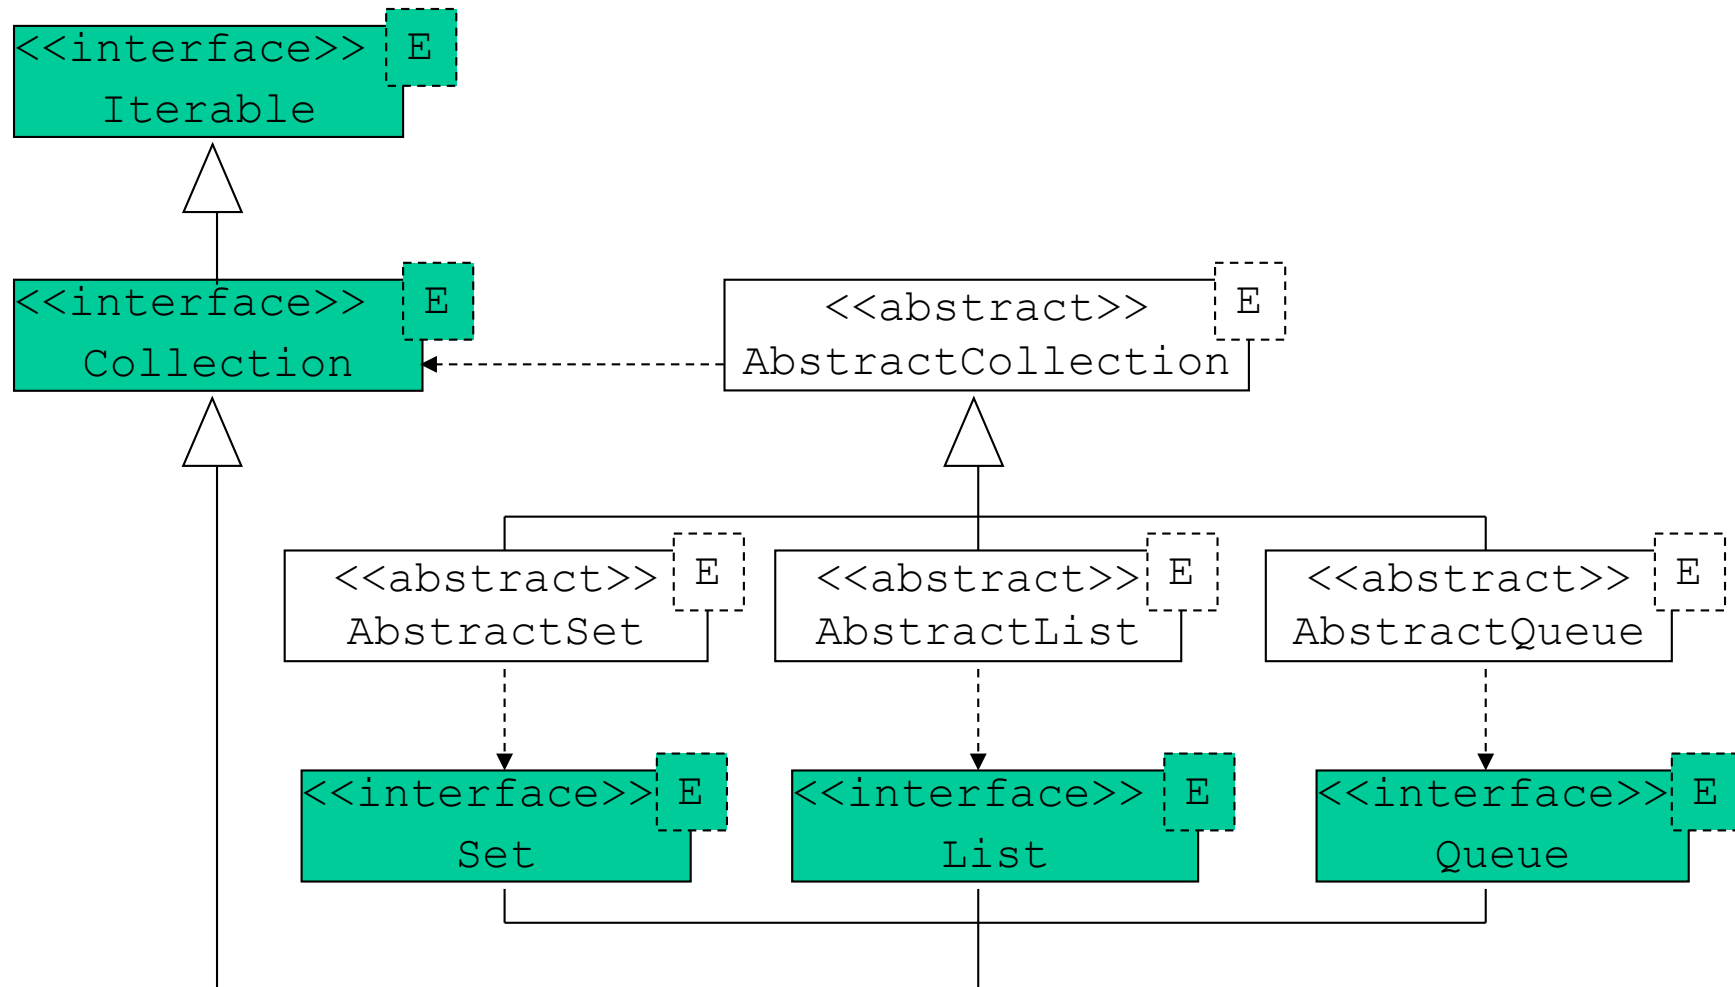 <<interface>> E
Iterable
<<interface>> E
Collection
<<abstract>> E
AbstractCollection
<<abstract>> E
AbstractSet
<<abstract>> E
AbstractList
<<abstract>> E
AbstractQueue
<<interface>> E
Set
<<interface>> E
List
<<interface>> E
Queue